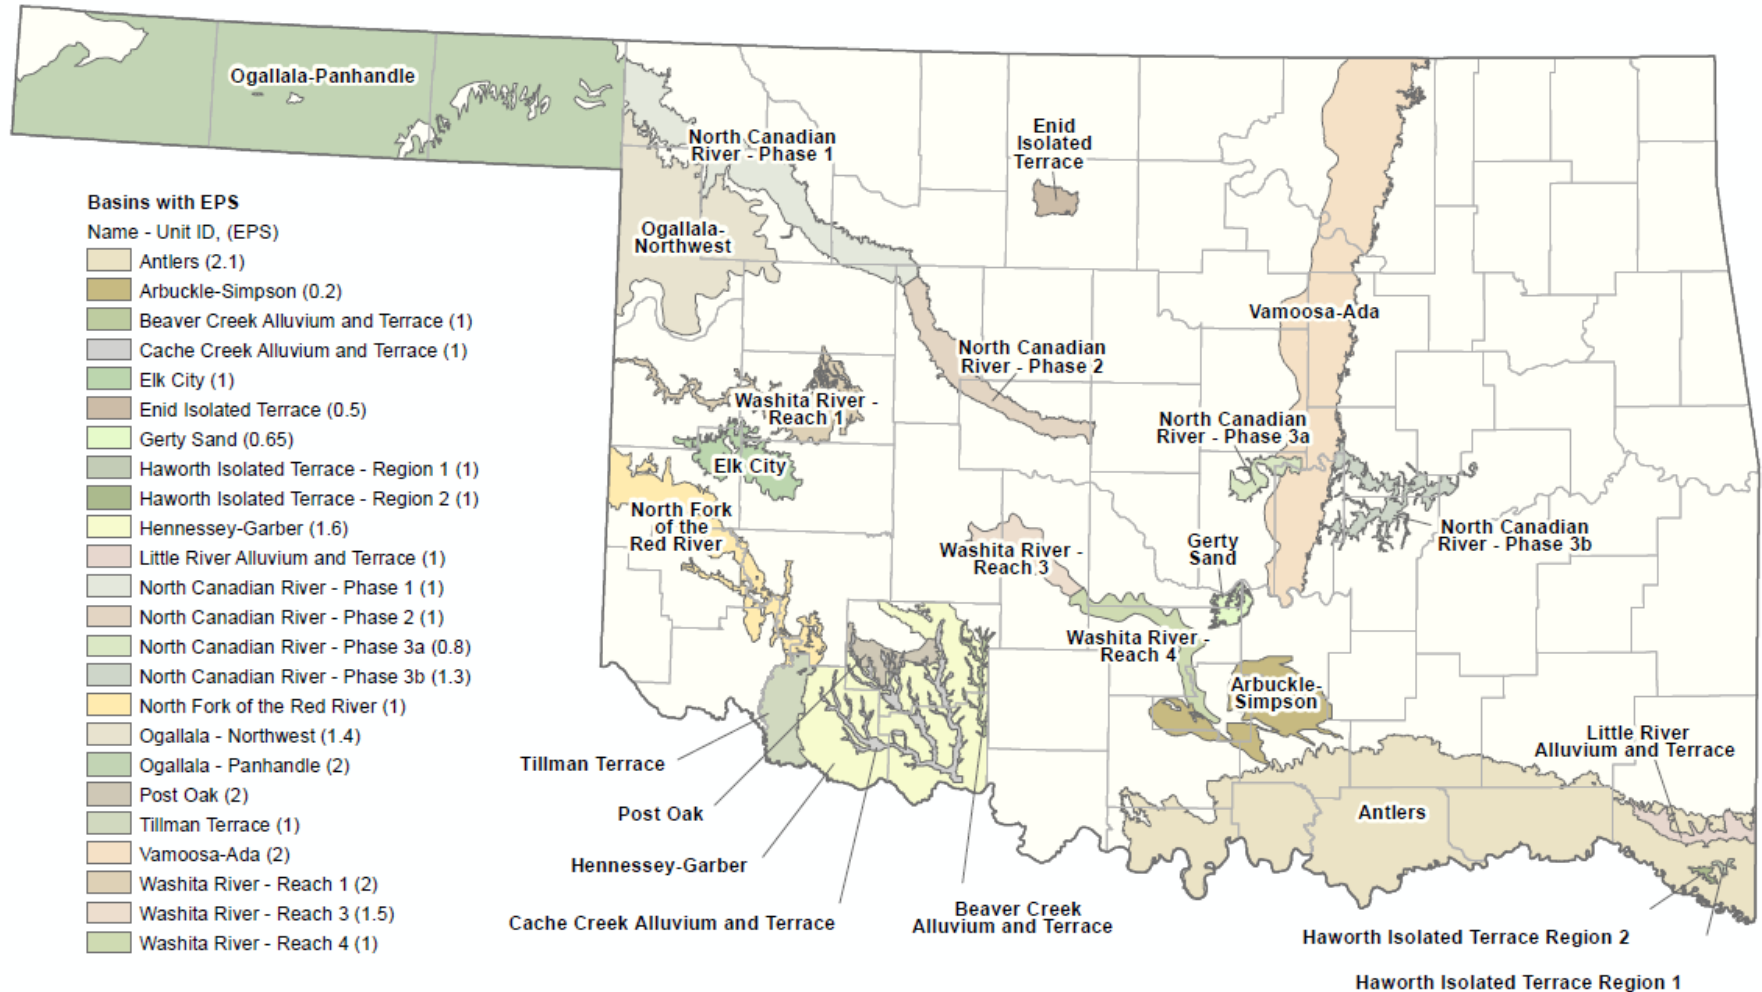 Ogallala-Panhandle
North Canadian
River - Phase 1
Enid
Isolated
Terrace
Basins with EPS
Name - Unit ID, (EPS)
Antlers (2.1)
Arbuckle-Simpson (0.2)
Beaver Creek Alluvium and Terrace (1)
Cache Creek Alluvium and Terrace (1)
Elk City (1)
Enid Isolated Terrace (0.5)
Gerty Sand (0.65)
Haworth Isolated Terrace - Region 1 (1)
Haworth Isolated Terrace - Region 2 (1)
Hennessey-Garber (1.6)
Little River Alluvium and Terrace (1)
North Canadian River - Phase 1 (1)
North Canadian River - Phase 2 (1)
North Canadian River - Phase 3a (0.8)
North Canadian River - Phase 3b (1.3)
North Fork of the Red River (1)
Ogallala - Northwest (1.4)
Ogallala - Panhandle (2)
Post Oak (2)
Tillman Terrace (1)
Vamoosa-Ada (2)
Washita River - Reach 1 (2)
Washita River - Reach 3 (1.5)
Washita River - Reach 4 (1)
Ogallala-
Northwest
Vamoosa-Ada
North Canadian
River - Phase 2
Washita River -
Reach 1
North Canadian
River - Phase 3a
Elk City
North Fork
of the
Red River
Washita River -
Reach 3
Gerty
Sand
North Canadian
River - Phase 3b
Washita River -
Reach 4
Arbuckle-
Simpson
Little River
Alluvium and Terrace
Tillman Terrace
Post Oak
Antlers
Hennessey-Garber
Cache Creek Alluvium and Terrace
Beaver Creek
Alluvium and Terrace
Haworth Isolated Terrace Region 2
Haworth Isolated Terrace Region 1